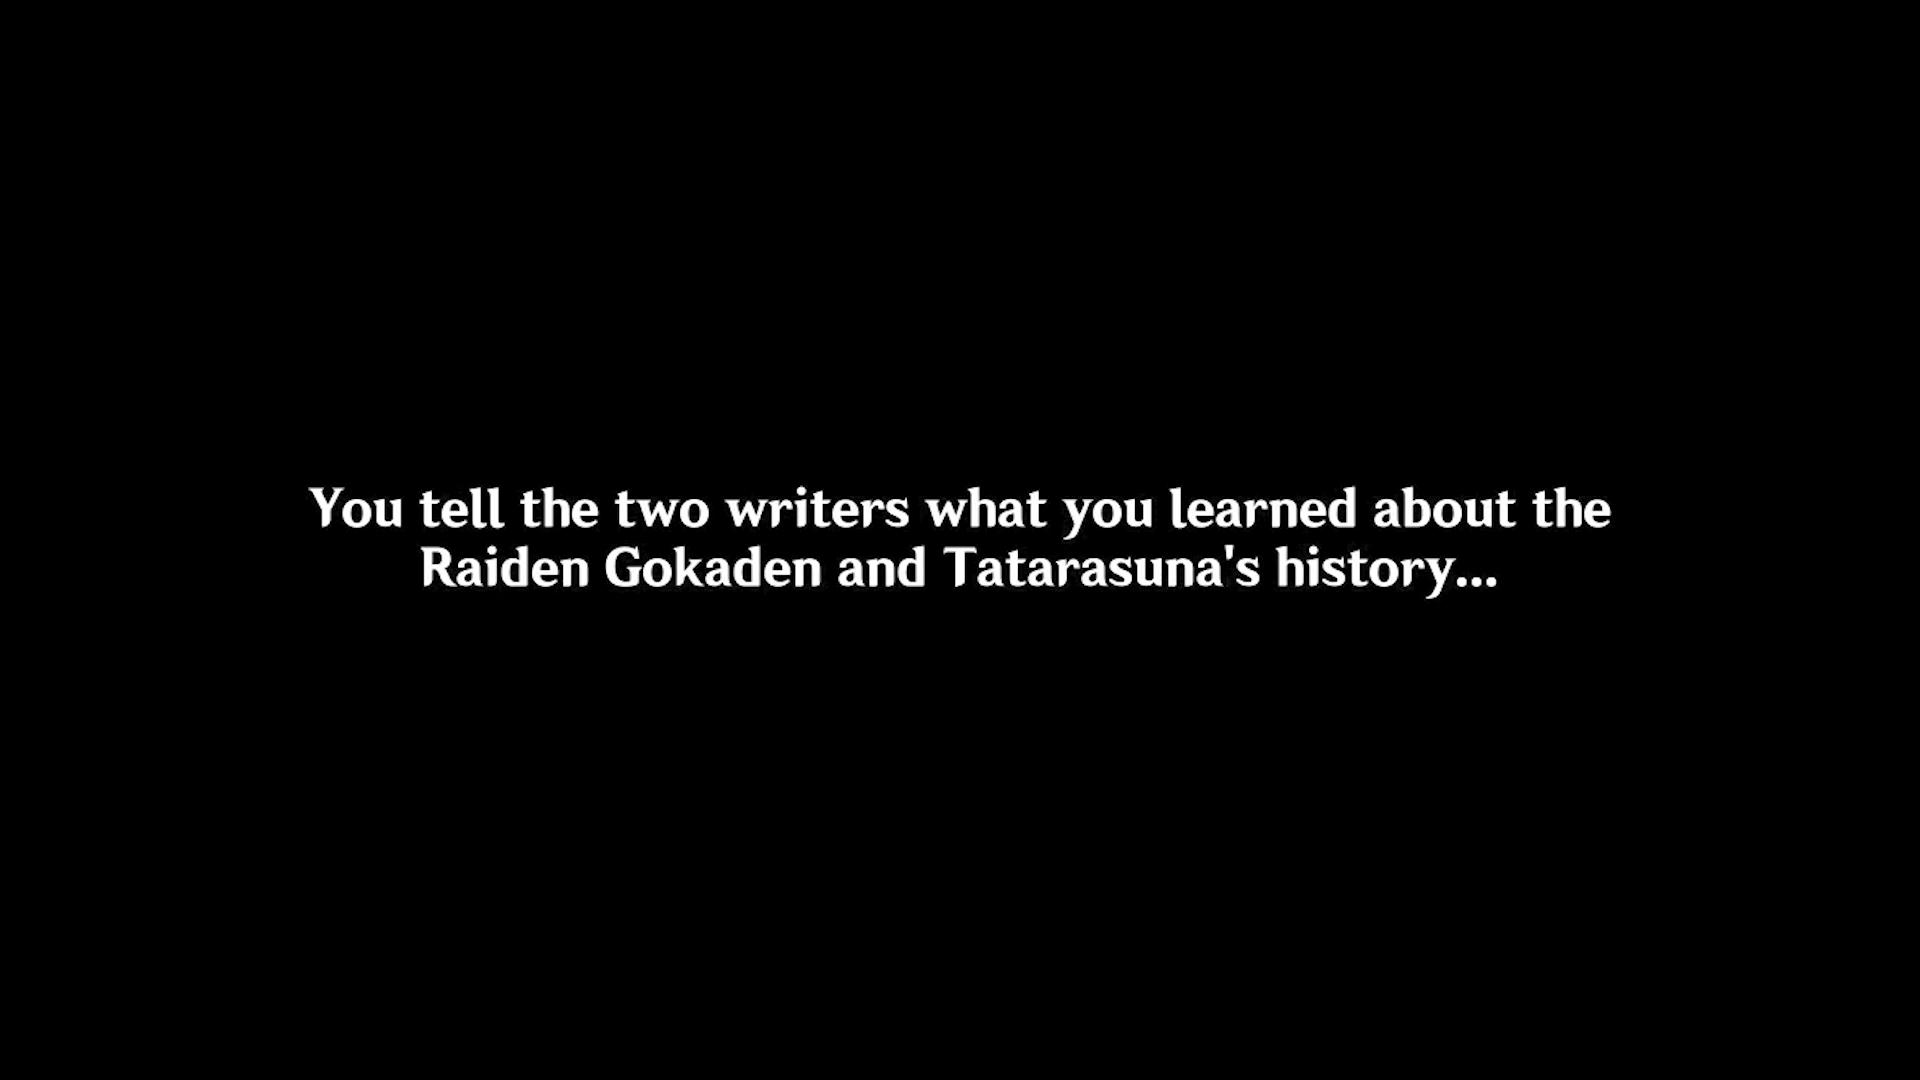 You tell the two writers what you learned about the
Raiden Gokaden and Tatarasuna's history...